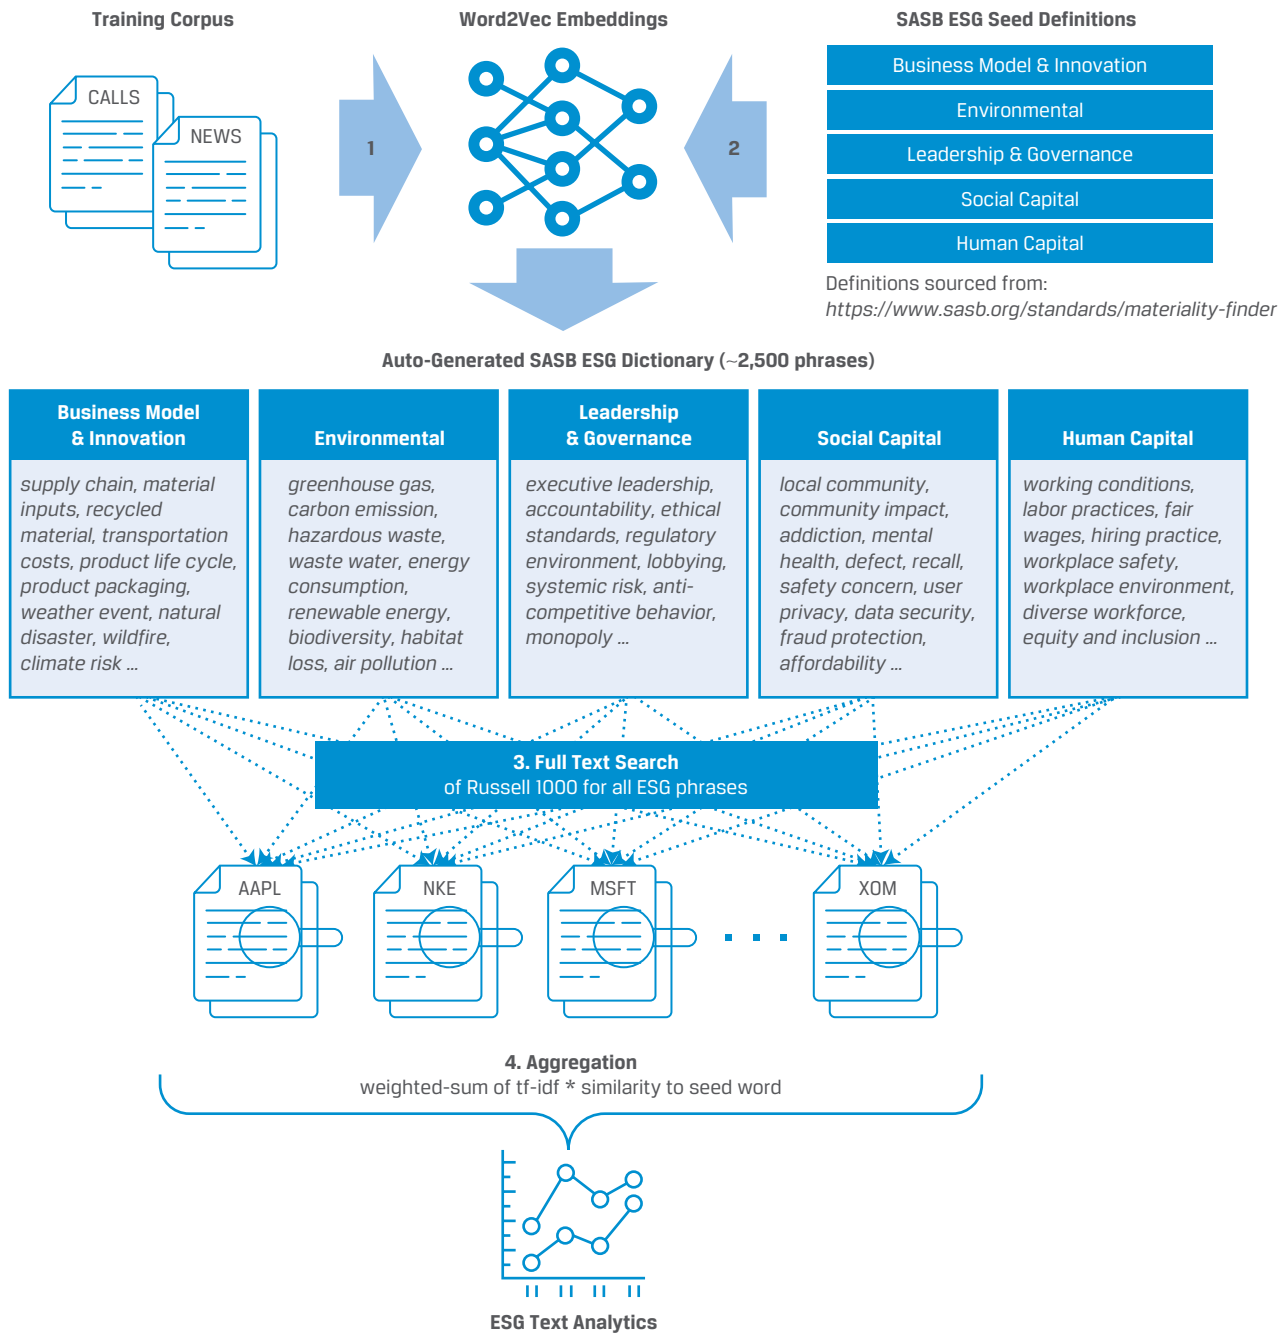 Training Corpus
Word2Vec Embeddings
SASB ESG Seed Definitions
CALLS
NEWS
1
2
Business Model & Innovation
Environmental
Leadership & Governance
Social Capital
Human Capital
Definitions sourced from:
https://www.sasb.org/standards/materiality-finder
Auto-Generated SASB ESG Dictionary (~2,500 phrases)
Business Model
& Innovation
supply chain, material
inputs, recycled
material, transportation
costs, product life cycle,
product packaging,
weather event, natural
disaster, wildfire,
climate risk ...
Environmental
greenhouse gas,
carbon emission,
hazardous waste,
waste water, energy
consumption,
renewable energy,
biodiversity, habitat
loss, air pollution ...
Leadership
& Governance
executive leadership,
accountability, ethical
standards, regulatory
environment, lobbying,
systemic risk, anti-
competitive behavior,
monopoly ...
Social Capital
local community,
community impact,
addiction, mental
health, defect, recall,
safety concern, user
privacy, data security,
fraud protection,
affordability ...
Human Capital
working conditions,
labor practices, fair
wages, hiring practice,
workplace safety,
workplace environment,
diverse workforce,
equity and inclusion ...
3. Full Text Search
of Russell 1000 for all ESG phrases
AAPL
NKE
MSFT
XOM
4. Aggregation
weighted-sum of tf-idf * similarity to seed word
ESG Text Analytics